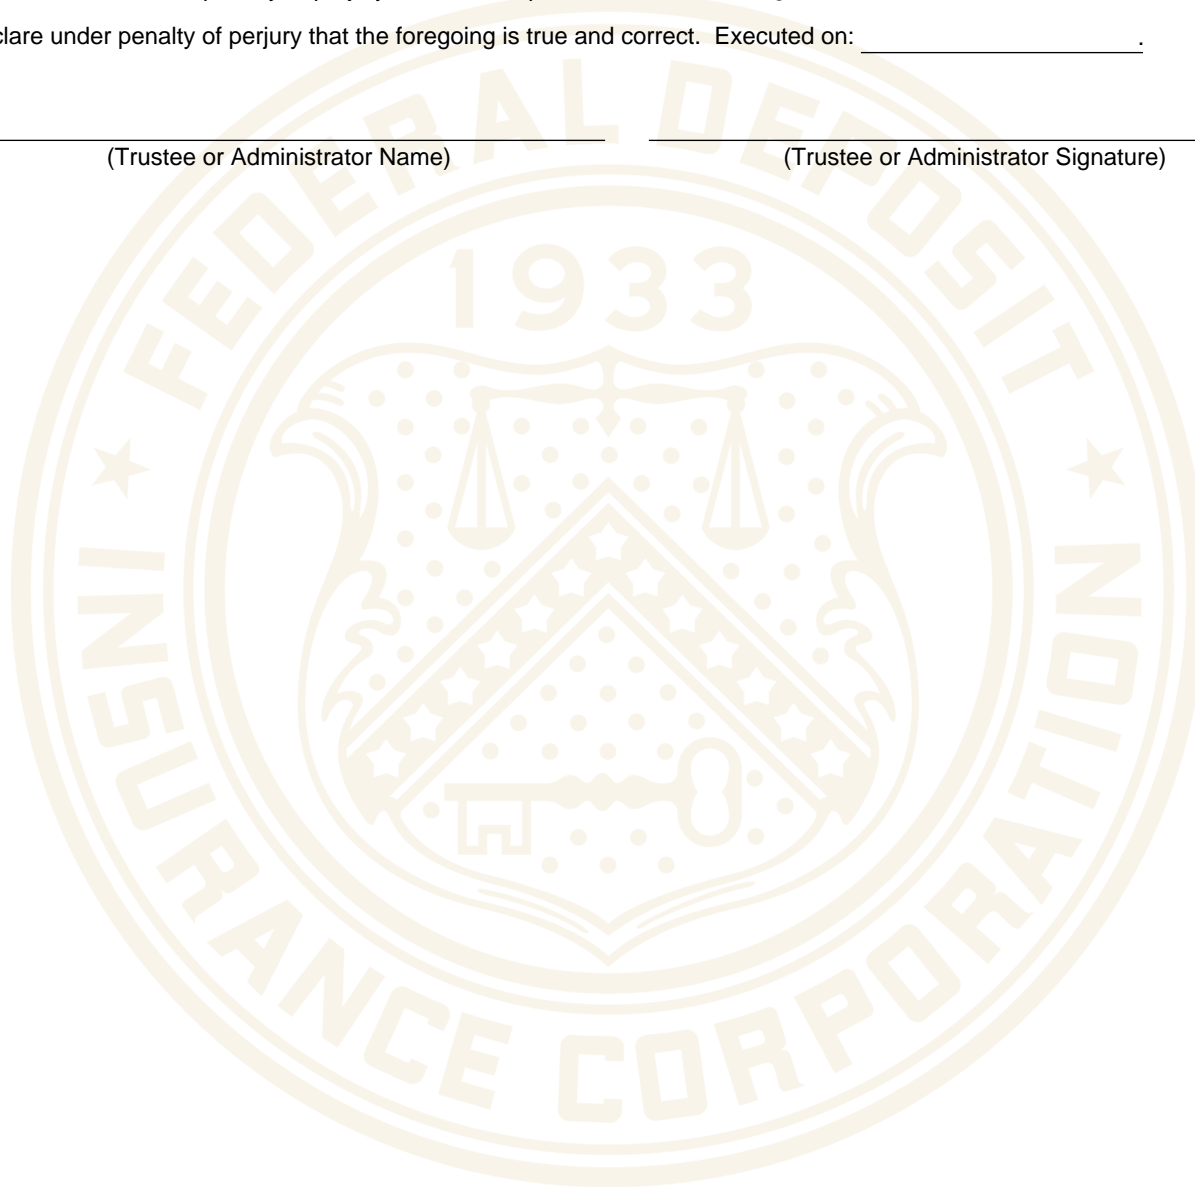 clare under penalty of perjury that the foregoing is true and correct. Executed on: .
(Trustee or Administrator Name) (Trustee or Administrator Signature)
FEDERAL DEPOSIT
1933
INSURANCE CORPORATION